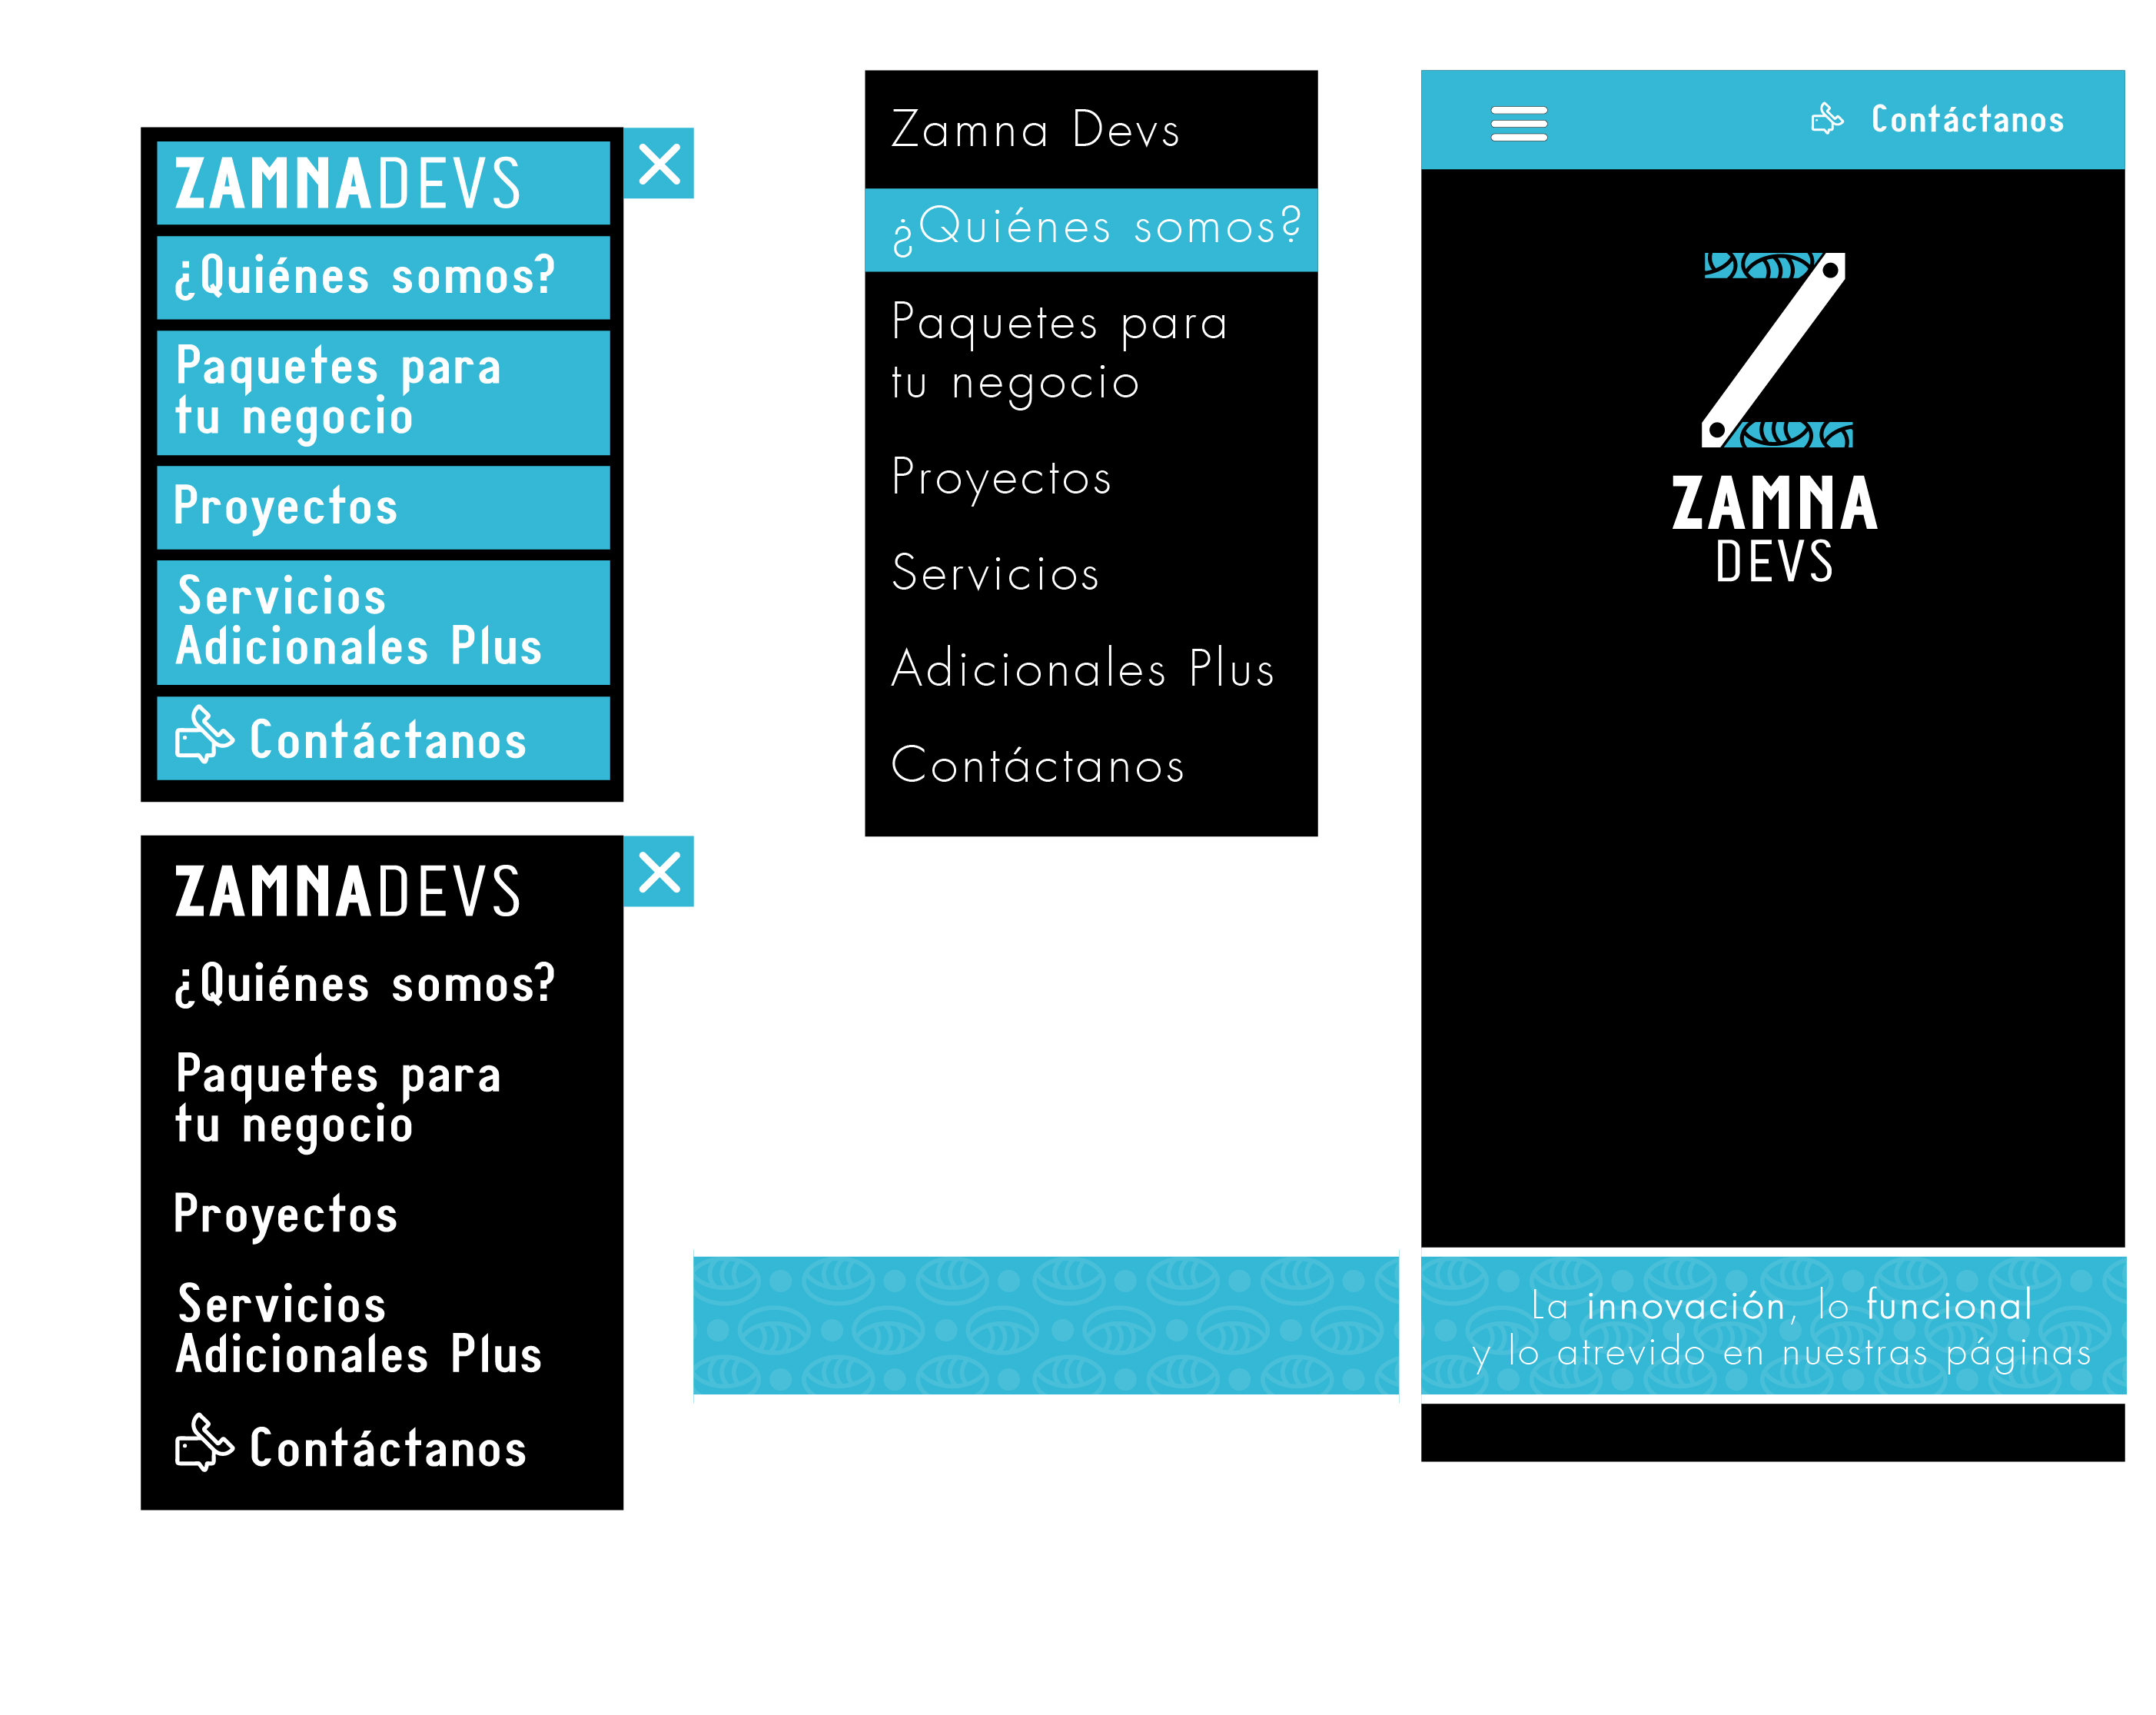 ZAMNADEVS
¿Quiénes somos?
Paquetes para
tu negocio
Proyectos
Servicios
Adicionales Plus
Contáctanos
ZAMNADEVS
¿Quiénes somos?
Paquetes para
tu negocio
Proyectos
Servicios
Adicionales Plus
Contáctanos
Zamna Devs
¿Quiénes somos?
Paquetes para
tu negocio
Proyectos
Servicios
Adicionales Plus
Contáctanos
Contáctanos
ZAMNA
DEVS
La innovación, lo funcional
y lo atrevido en nuestras páginas